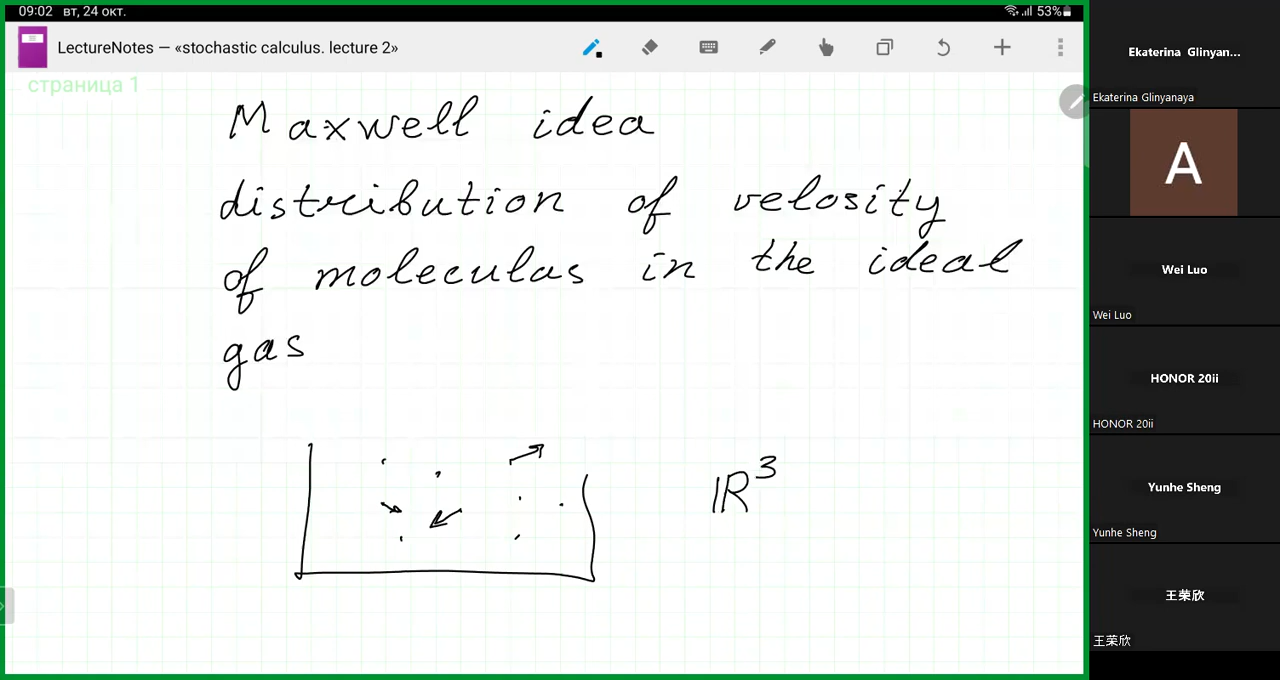 09:02 вт, 24 окт.
53%
LectureNotes — «stochastic calculus. lecture 2»
страница 1
Maxwell idea
distribution of velosity
of moleculas in the ideal
gas
ℝ³
Ekaterina Glinyan...
Ekaterina Glinyanaya
A
Wei Luo
Wei Luo
HONOR 20ii
HONOR 20ii
Yunhe Sheng
Yunhe Sheng
王荣欣
王荣欣